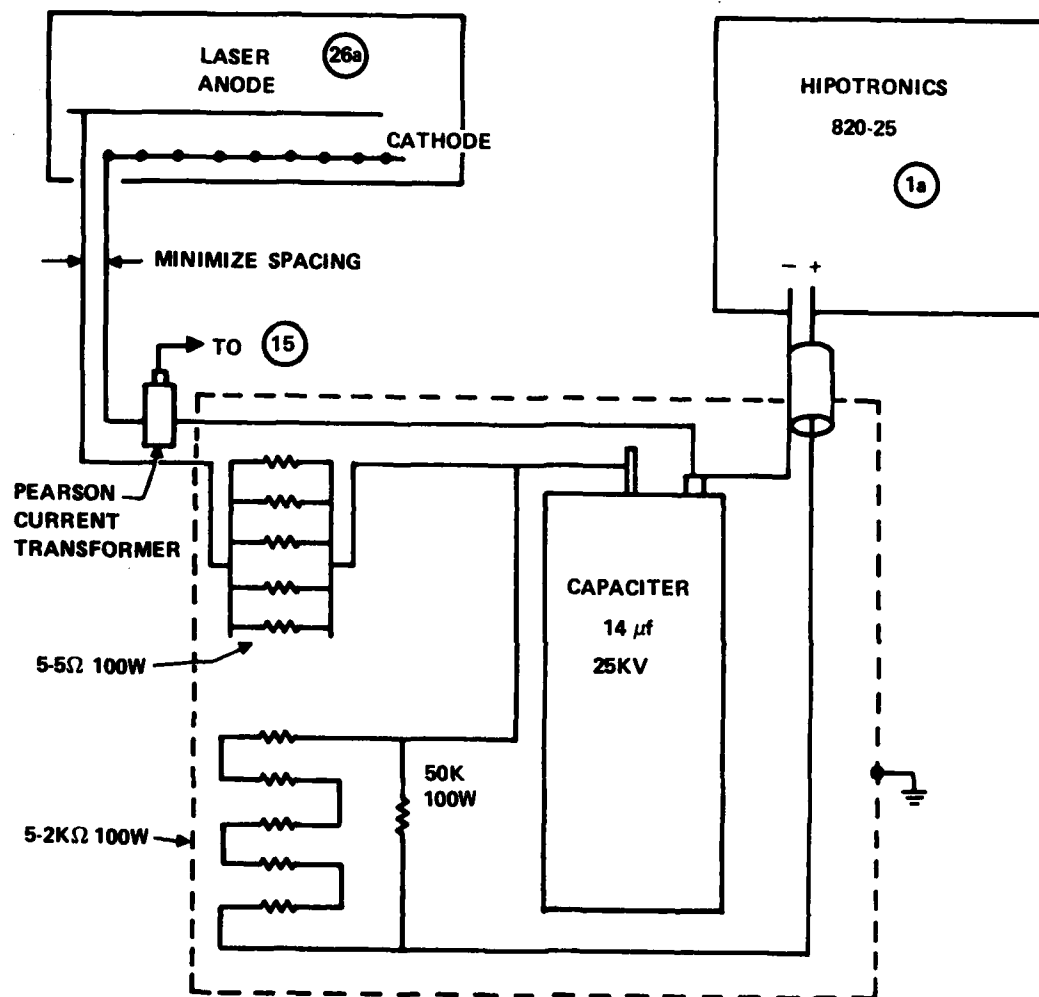 LASER
ANODE
26a
CATHODE
HIPOTRONICS
820-25
1a
- +
MINIMIZE SPACING
TO 15
PEARSON
CURRENT
TRANSFORMER
5-5Ω 100W
CAPACITER
14 μf
25KV
50K
100W
5-2KΩ 100W